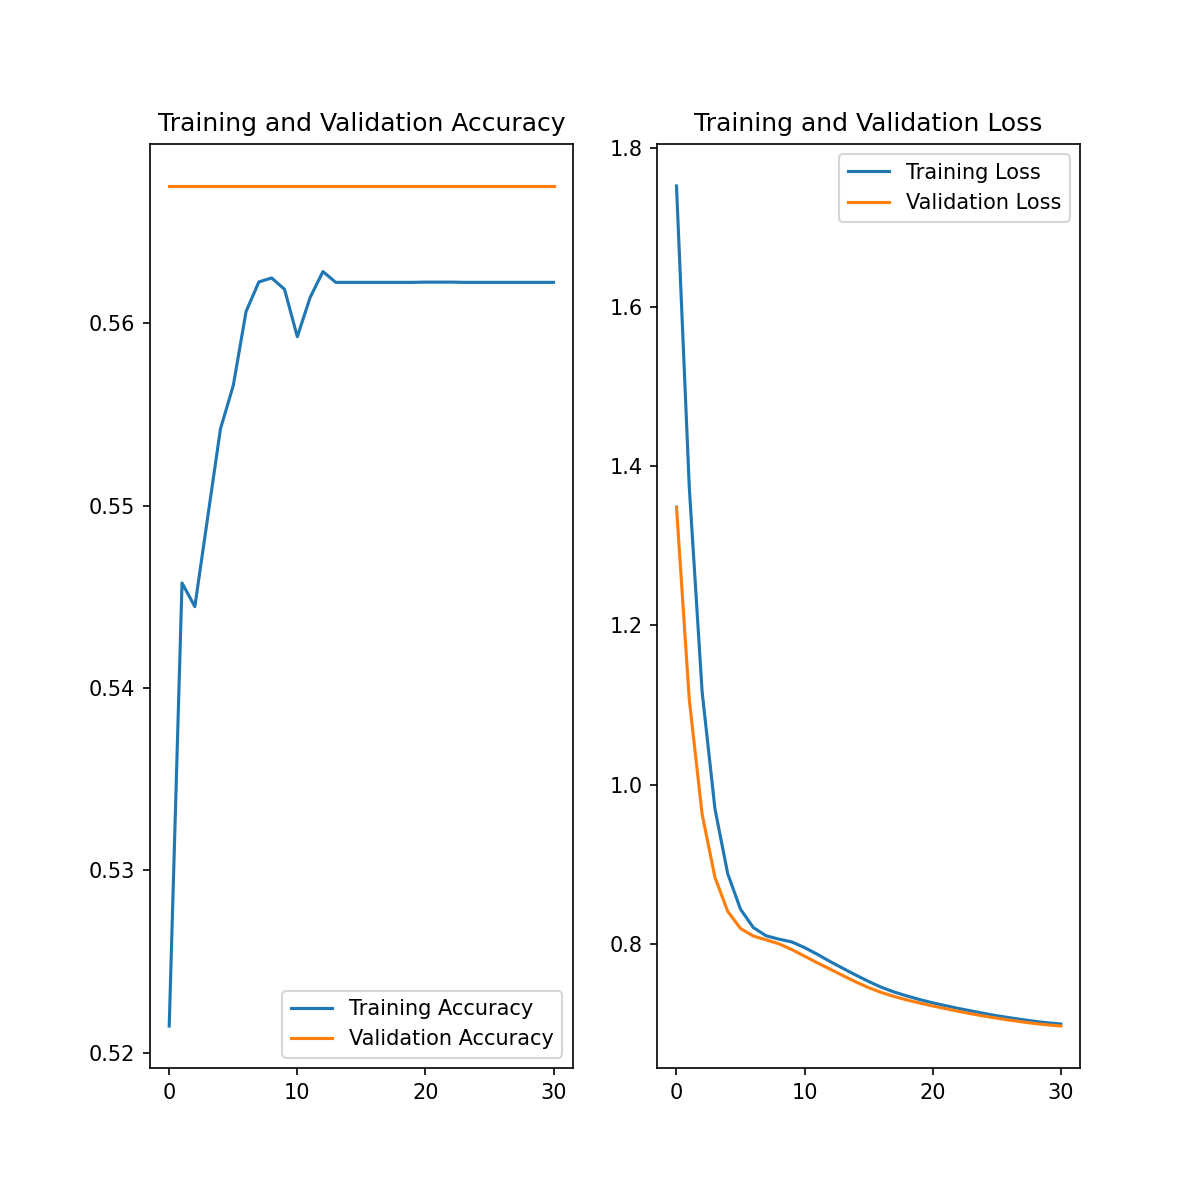 Training and Validation Accuracy
0.56
0.55
0.54
0.53
0.52
0 10 20 30
Training Accuracy
Validation Accuracy
Training and Validation Loss
1.8
1.6
1.4
1.2
1.0
0.8
0 10 20 30
Training Loss
Validation Loss